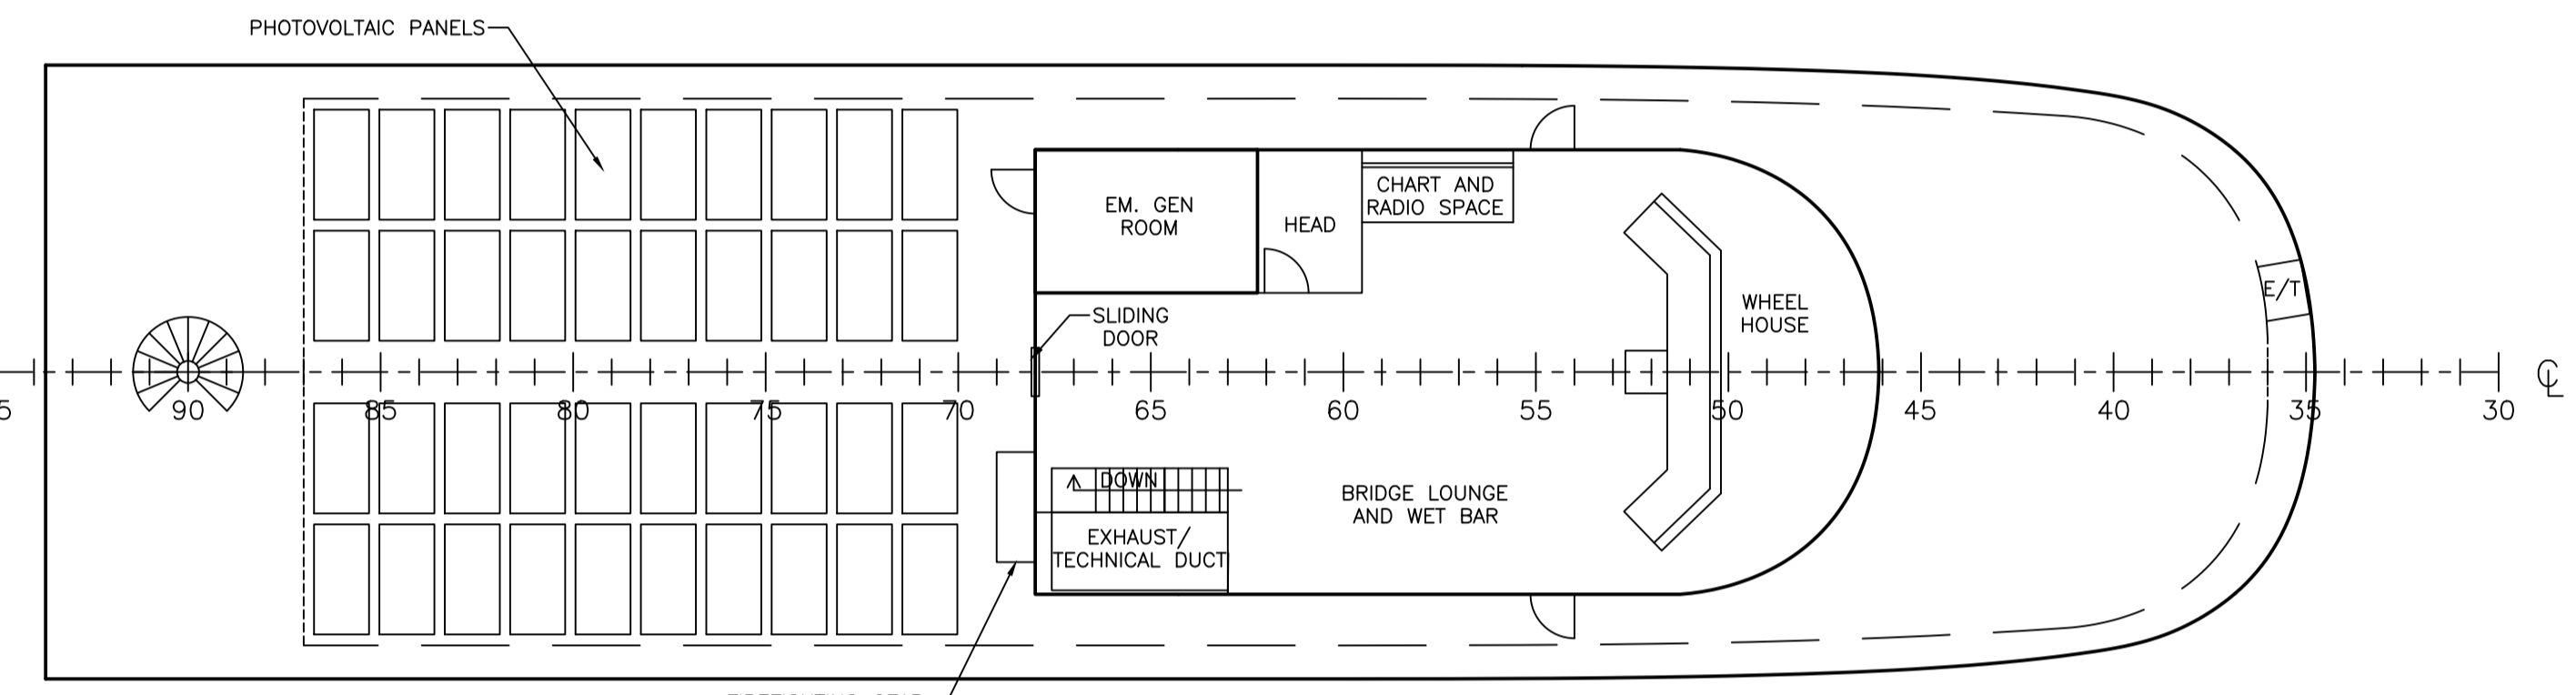 PHOTOVOLTAIC PANELS
EM. GEN
ROOM
HEAD
CHART AND
RADIO SPACE
SLIDING
DOOR
WHEEL
HOUSE
E/T
5 90 85 80 75 70 65 60 55 50 45 40 35 30
DOWN
EXHAUST/
TECHNICAL DUCT
BRIDGE LOUNGE
AND WET BAR